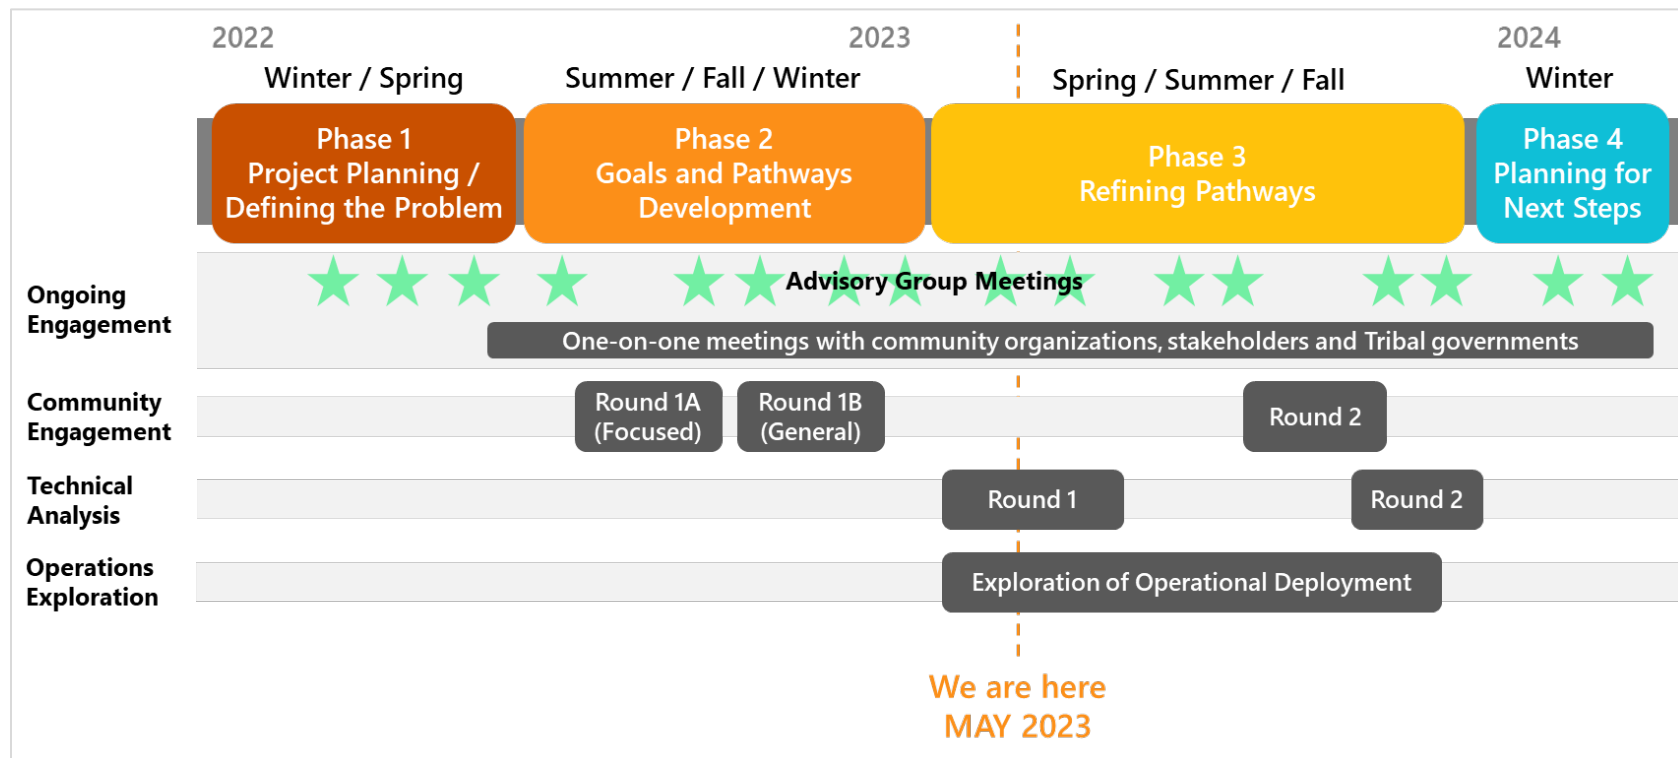 2022
2023
2024
Winter / Spring
Summer / Fall / Winter
Spring / Summer / Fall
Winter
Phase 1
Project Planning /
Defining the Problem
Phase 2
Goals and Pathways
Development
Phase 3
Refining Pathways
Phase 4
Planning for
Next Steps
Ongoing
Engagement
Advisory Group Meetings
One-on-one meetings with community organizations, stakeholders and Tribal governments
Community
Engagement
Round 1A
(Focused)
Round 1B
(General)
Round 2
Technical
Analysis
Round 1
Round 2
Operations
Exploration
Exploration of Operational Deployment
We are here
MAY 2023